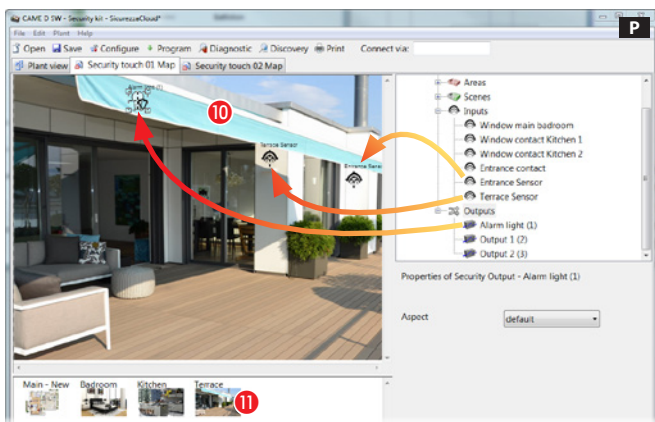 CAME D SW - Security kit - SicurezzaCloud*
P
File Edit Plant Help
Open Save Configure + Program Diagnostic Discovery Print Connect via:
Plant view Security touch 01 Map Security touch 02 Map
Alarm light (1)
10
Terrace Sensor
Entrance Senso
Areas
Scenes
Inputs
Window main badroom
Window contact Kitchen 1
Window contact Kitchen 2
Entrance contact
Entrance Sensor
Terrace Sensor
Outputs
Alarm light (1)
Output 1 (2)
Output 2 (3)
Properties of Security Output - Alarm light (1)
Aspect
default
Main - New Badroom Kitchen Terrace
11